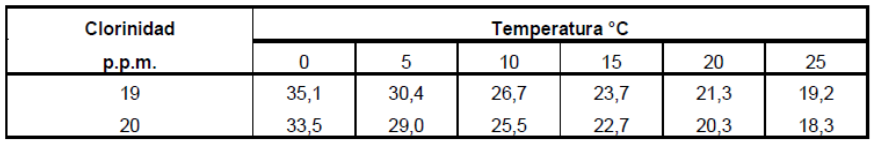 Clorinidad Temperatura °C
p.p.m. 0 5 10 15 20 25
19 35,1 30,4 26,7 23,7 21,3 19,2
20 33,5 29,0 25,5 22,7 20,3 18,3